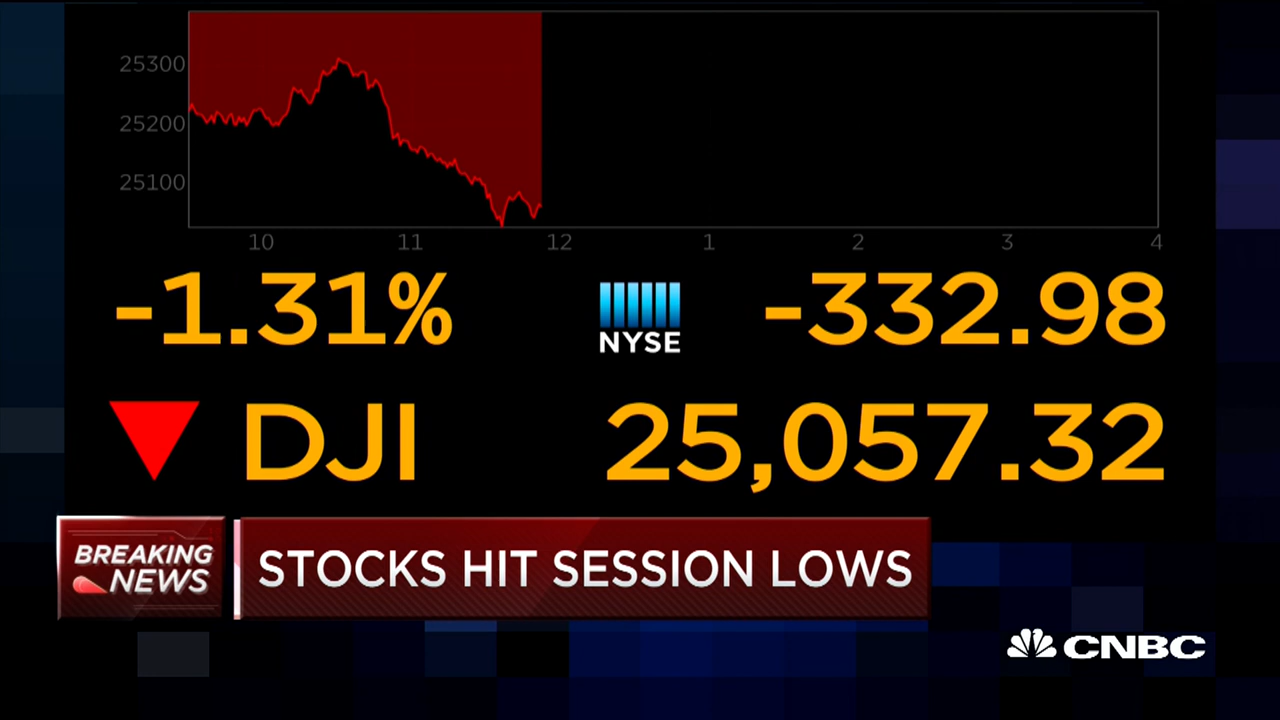 25300
25200
25100
10 11 12 1 2 3 4
-1.31% NYSE -332.98
DJI 25,057.32
BREAKING
NEWS
STOCKS HIT SESSION LOWS
CNBC